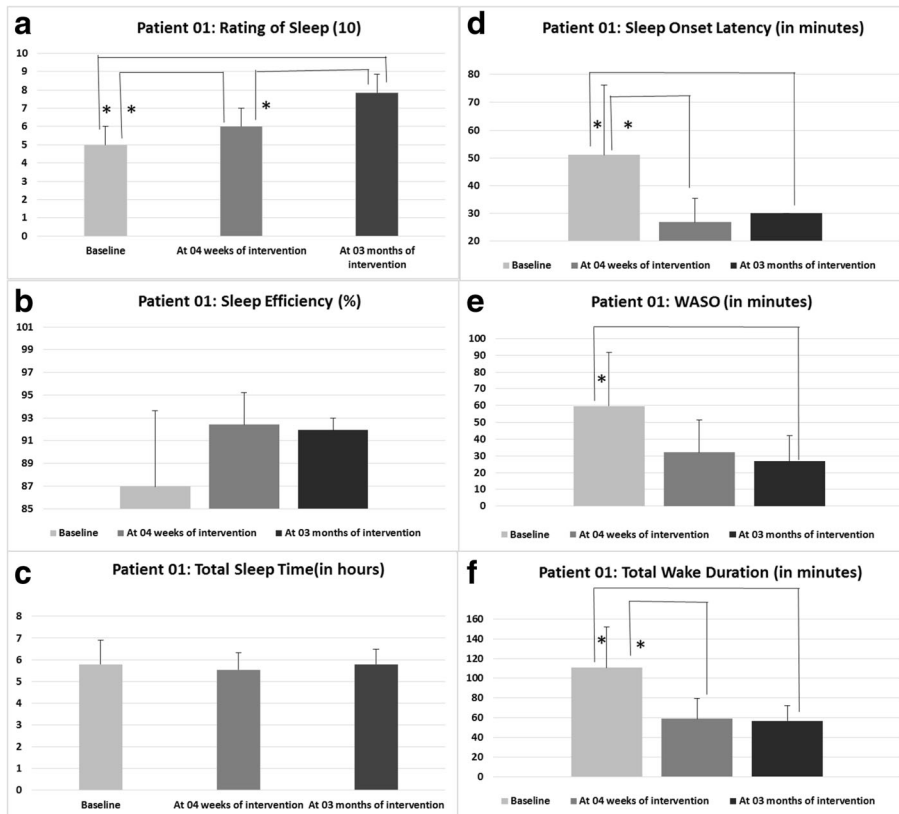 a
Patient 01: Rating of Sleep (10)
10
9
8
7
6
5
4
3
2
1
0
* * *
Baseline
At 04 weeks of intervention
At 03 months of
intervention
b
Patient 01: Sleep Efficiency (%)
101
99
97
95
93
91
89
87
85
Baseline At 04 weeks of intervention At 03 months of intervention
c
Patient 01: Total Sleep Time(in hours)
8
7
6
5
4
3
2
1
0
Baseline At 04 weeks of intervention At 03 months of intervention
d
Patient 01: Sleep Onset Latency (in minutes)
80
70
60
50
40
30
20
* *
Baseline At 04 weeks of intervention At 03 months of intervention
e
Patient 01: WASO (in minutes)
100
90
80
70
60
50
40
30
20
10
0
*
Baseline At 04 weeks of intervention At 03 months of intervention
f
Patient 01: Total Wake Duration (in minutes)
160
140
120
100
80
60
40
20
0
* *
Baseline At 04 weeks of intervention At 03 months of intervention